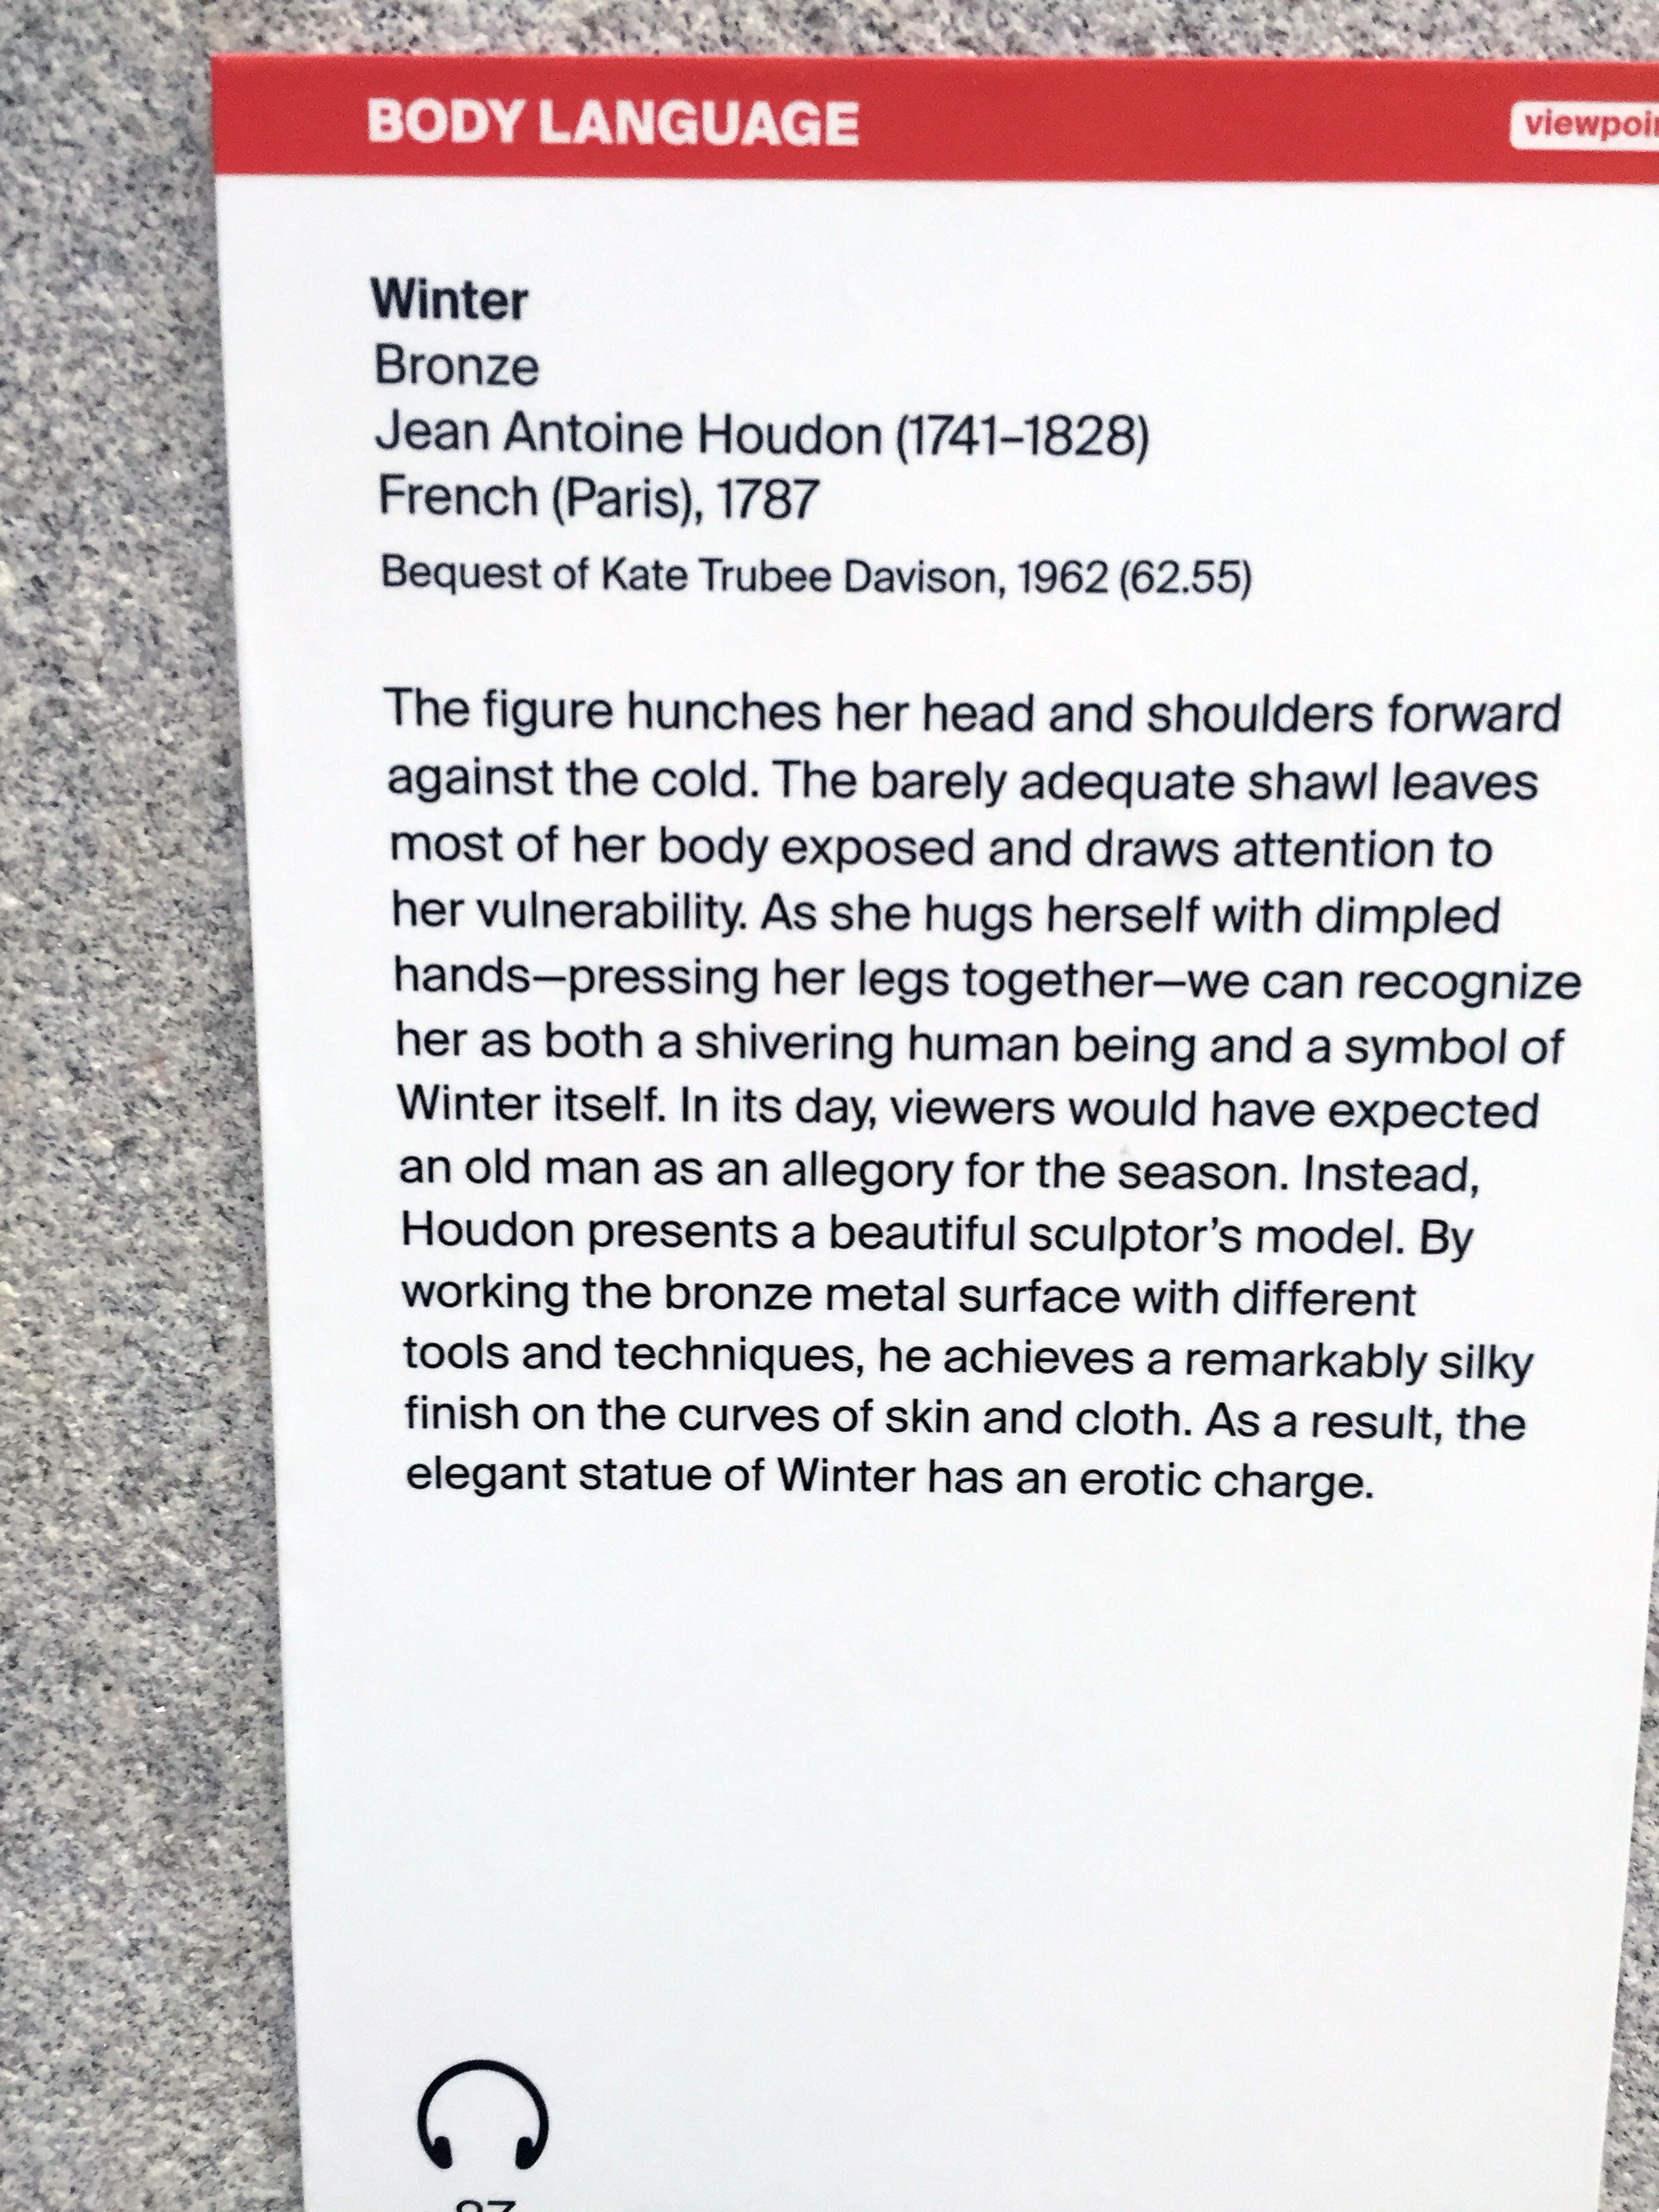 BODY LANGUAGE
Winter
Bronze
Jean Antoine Houdon (1741–1828)
French (Paris), 1787
Bequest of Kate Trubee Davison, 1962 (62.55)
The figure hunches her head and shoulders forward
against the cold. The barely adequate shawl leaves
most of her body exposed and draws attention to
her vulnerability. As she hugs herself with dimpled
hands—pressing her legs together—we can recognize
her as both a shivering human being and a symbol of
Winter itself. In its day, viewers would have expected
an old man as an allegory for the season. Instead,
Houdon presents a beautiful sculptor’s model. By
working the bronze metal surface with different
tools and techniques, he achieves a remarkably silky
finish on the curves of skin and cloth. As a result, the
elegant statue of Winter has an erotic charge.